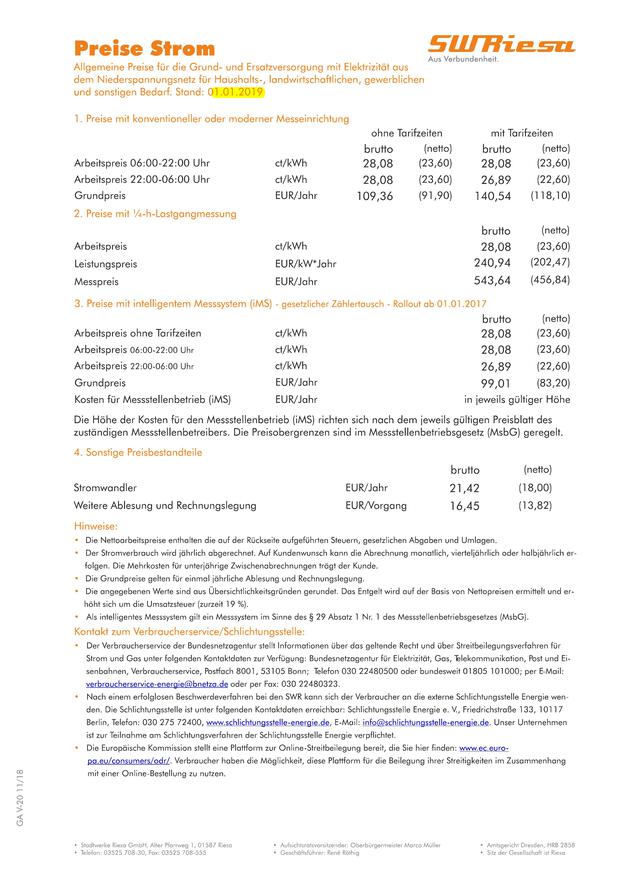 Preise Strom
SWRiesa
Aus Verbundenheit.
Allgemeine Preise für die Grund- und Ersatzversorgung mit Elektrizität aus
dem Niederspannungsnetz für Haushalts-, landwirtschaftlichen, gewerblichen
und sonstigen Bedarf. Stand: 01.01.2019
1. Preise mit konventioneller oder moderner Messeinrichtung
ohne Tarifzeiten mit Tarifzeiten
brutto (netto) brutto (netto)
Arbeitspreis 06:00-22:00 Uhr ct/kWh 28,08 (23,60) 28,08 (23,60)
Arbeitspreis 22:00-06:00 Uhr ct/kWh 28,08 (23,60) 26,89 (22,60)
Grundpreis EUR/Jahr 109,36 (91,90) 140,54 (118,10)
2. Preise mit ¼-h-Lastgangmessung
brutto (netto)
Arbeitspreis ct/kWh 28,08 (23,60)
Leistungspreis EUR/kW*Jahr 240,94 (202,47)
Messpreis EUR/Jahr 543,64 (456,84)
3. Preise mit intelligentem Messsystem (iMS) - gesetzlicher Zählertausch - Rollout ab 01.01.2017
brutto (netto)
Arbeitspreis ohne Tarifzeiten ct/kWh 28,08 (23,60)
Arbeitspreis 06:00-22:00 Uhr ct/kWh 28,08 (23,60)
Arbeitspreis 22:00-06:00 Uhr ct/kWh 26,89 (22,60)
Grundpreis EUR/Jahr 99,01 (83,20)
Kosten für Messstellenbetrieb (iMS) in jeweils gültiger Höhe
Die Höhe der Kosten für den Messstellenbetrieb (iMS) richten sich nach dem jeweils gültigen Preisblatt des
zuständigen Messstellenbetreibers. Die Preisobergrenzen sind im Messstellenbetriebsgesetz (MsbG) geregelt.
4. Sonstige Preisbestandteile
brutto (netto)
Stromwandler EUR/Jahr 21,42 (18,00)
Weitere Ablesung und Rechnungslegung EUR/Vorgang 16,45 (13,82)
Hinweise:
• Die Nettoarbeitspreise enthalten die auf der Rückseite aufgeführten Steuern, gesetzlichen Abgaben und Umlagen.
• Der Stromverbrauch wird jährlich abgerechnet. Auf Kundenwunsch kann die Abrechnung monatlich, vierteljährlich oder halbjährlich er-
folgen. Die Mehrkosten für unterjährige Zwischenabrechnungen trägt der Kunde.
• Die Grundpreise gelten für einmal jährliche Ablesung und Rechnungslegung.
• Die angegebenen Werte sind aus Übersichtlichkeitsgründen gerundet. Das Entgelt wird auf der Basis von Nettopreisen ermittelt und er-
höht sich um die Umsatzsteuer (zurzeit 19 %).
• Als intelligentes Messsystem gilt ein Messsystem im Sinne des § 29 Absatz 1 Nr. 1 des Messstellenbetriebsgesetzes (MsbG).
Kontakt zum Verbraucherservice/Schlichtungsstelle:
• Der Verbraucherservice der Bundesnetzagentur stellt Informationen über das geltende Recht und über Streitbeilegungsverfahren für
Strom und Gas unter folgenden Kontaktdaten zur Verfügung: Bundesnetzagentur für Elektrizität, Gas, Telekommunikation, Post und Ei-
senbahnen, Verbraucherservice, Postfach 8001, 53105 Bonn; Telefon 030 22480500 oder bundesweit 01805 101000; per E-Mail:
verbraucherservice-energie@bnetza.de oder per Fax: 030 22480323.
• Nach einem erfolglosen Beschwerdeverfahren bei den SWR kann sich der Verbraucher an die externe Schlichtungsstelle Energie wen-
den. Die Schlichtungsstelle ist unter folgenden Kontaktdaten erreichbar: Schlichtungsstelle Energie e. V., Friedrichstraße 133, 10117
Berlin, Telefon: 030 275 72400, www.schlichtungsstelle-energie.de, E-Mail: info@schlichtungsstelle-energie.de. Unser Unternehmen
ist zur Teilnahme am Schlichtungsverfahren der Schlichtungsstelle Energie verpflichtet.
• Die Europäische Kommission stellt eine Plattform zur Online-Streitbeilegung bereit, die Sie hier finden: www.ec.euro-
pa.eu/consumers/odr/. Verbraucher haben die Möglichkeit, diese Plattform für die Beilegung ihrer Streitigkeiten im Zusammenhang
mit einer Online-Bestellung zu nutzen.
GA V-20 11/18
• Stadtwerke Riesa GmbH, Alter Pfarrweg 1, 01587 Riesa • Aufsichtsratsvorsitzender: Oberbürgermeister Marco Müller • Amtsgericht Dresden, HRB 2858
• Telefon: 03525 708-30, Fax: 03525 708-555 • Geschäftsführer: René Röthig • Sitz der Gesellschaft ist Riesa